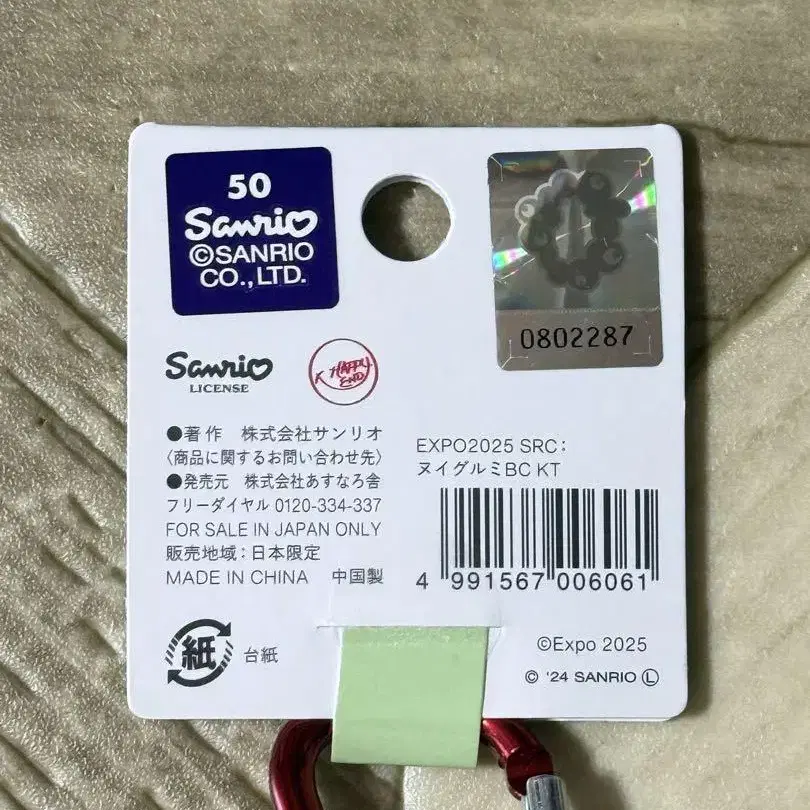 50
Sanrio
©SANRIO
CO.,LTD.
0802287
Sanrio
LICENSE
HAPPY
END
●著作 株式会社サンリオ
〈商品に関するお問い合わせ先〉
●発売元 株式会社あすなろ舎
フリーダイヤル 0120-334-337
FOR SALE IN JAPAN ONLY
販売地域：日本限定
MADE IN CHINA 中国製
EXPO2025 SRC：
ヌイグルミBC KT
4 991567 006061
紙
台紙
©Expo 2025
© '24 SANRIO Ⓛ